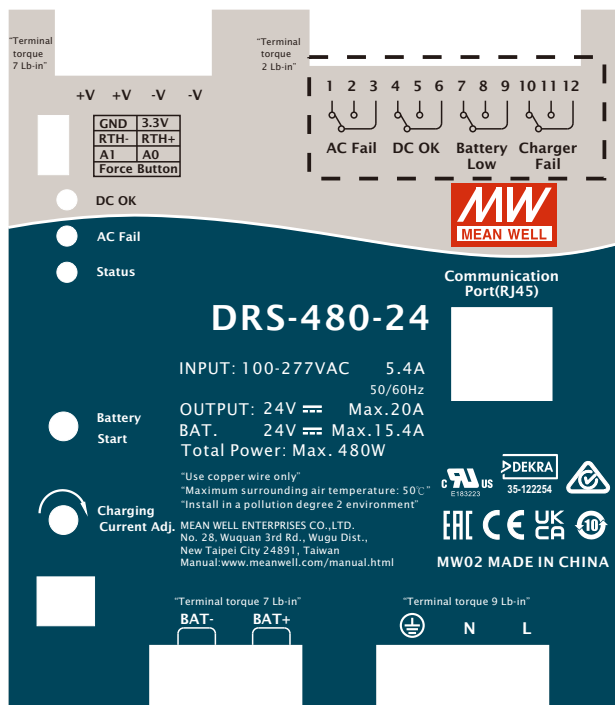 “Terminal
torque
7 Lb-in”
“Terminal
torque
2 Lb-in”
+V +V -V -V
1 2 3 4 5 6 7 8 9 10 11 12
AC Fail DC OK Battery Low Charger Fail
GND 3.3V
RTH- RTH+
A1 A0
Force Button
DC OK
AC Fail
Status
MW
MEAN WELL
Communication
Port(RJ45)
DRS-480-24
INPUT: 100-277VAC 5.4A
50/60Hz
OUTPUT: 24V Max.20A
BAT. 24V Max.15.4A
Total Power: Max. 480W
Battery
Start
“Use copper wire only”
“Maximum surrounding air temperature: 50℃”
“Install in a pollution degree 2 environment”
Charging
Current Adj.
MEAN WELL ENTERPRISES CO.,LTD.
No. 28, Wuquan 3rd Rd., Wugu Dist.,
New Taipei City 24891, Taiwan
Manual:www.meanwell.com/manual.html
c RU US
E183223
DEKRA
35-122254
EAC CE UK
CA 10
MW02 MADE IN CHINA
“Terminal torque 7 Lb-in” “Terminal torque 9 Lb-in”
BAT- BAT+ N L